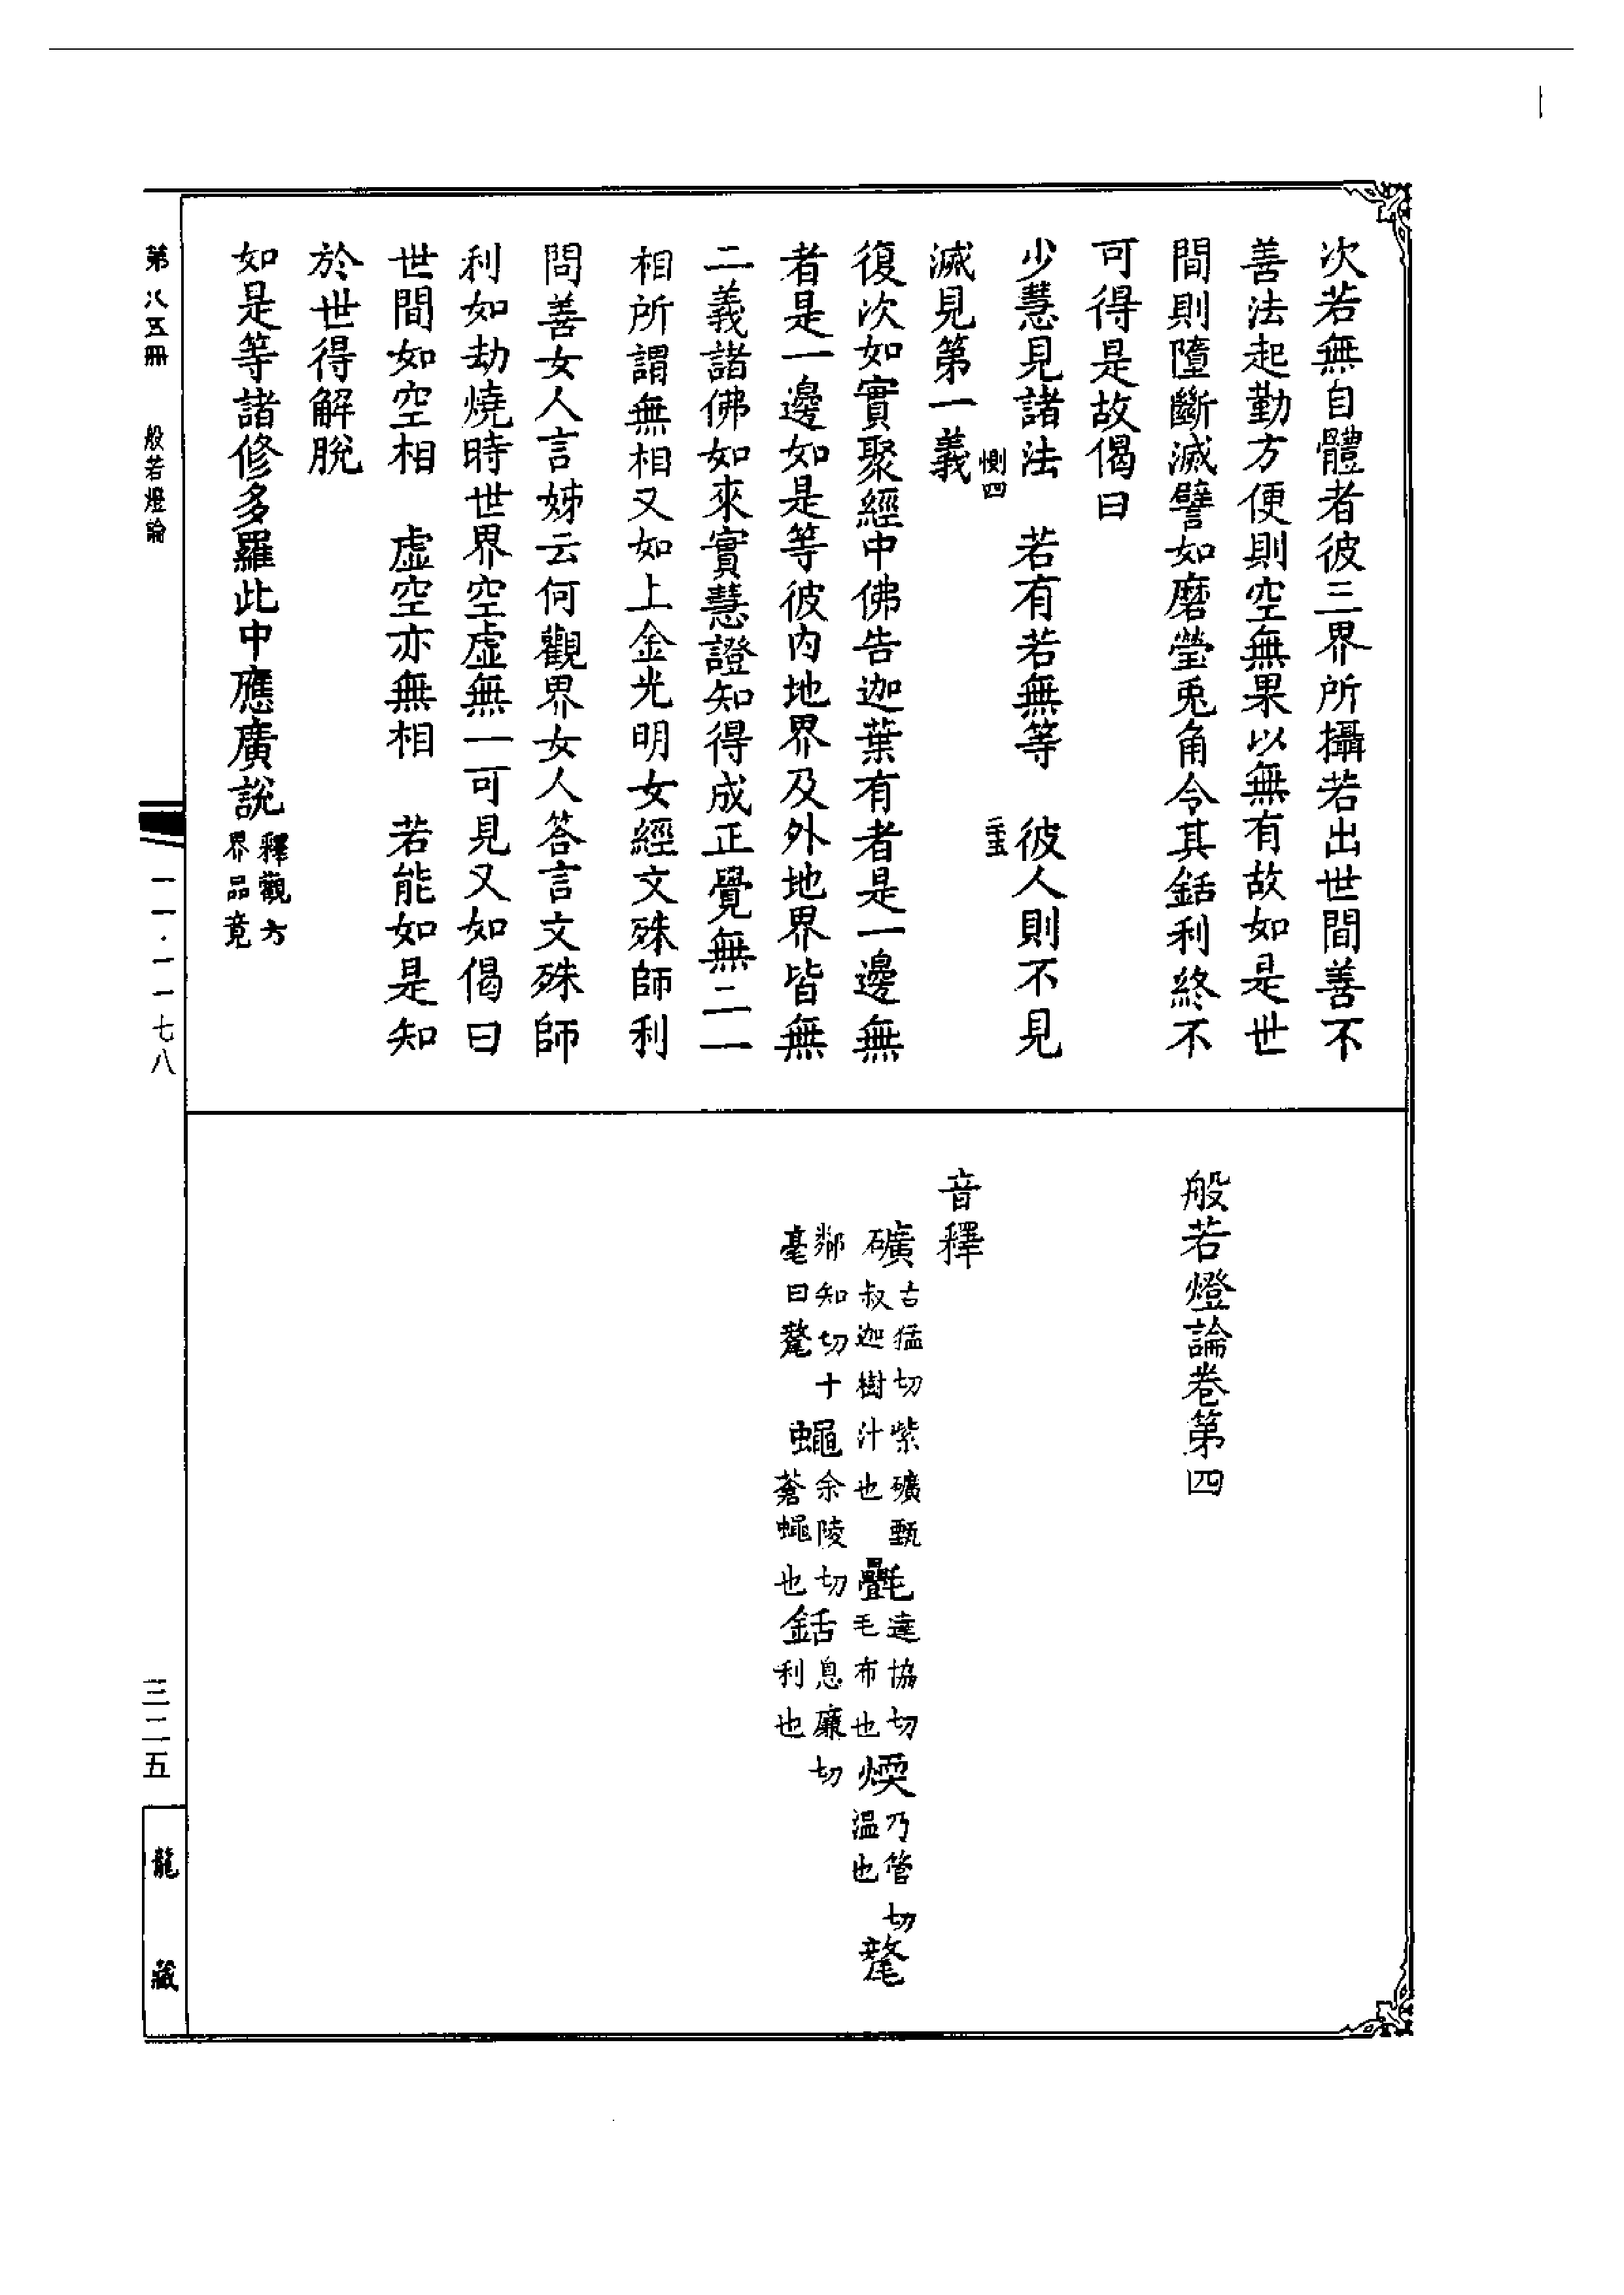 次若無自體者彼三界所攝若出世間善不
善法起勤方便則空無果以無有故如是世
間則墮斷滅譬如磨瑩兎角令其銛利終不
可得是故偈曰
少慧見諸法　若有若無等　彼人則不見
惻四
滅見第一義
復次如實聚經中佛告迦葉有者是一邊無
者是一邊如是等彼內地界及外地界皆無
二義諸佛如來實慧證知得成正覺無二一
相所謂無相又如上金光明女經文殊師利
問善女人言姊云何觀界女人答言文殊師
利如劫燒時世界空虛無一可見又如偈曰
世間如空相　虛空亦無相　若能如是知
於世得解脫
如是等諸修多羅此中應廣說釋觀六界品竟
般若燈論卷第四
音釋
礦古猛切紫礦叔迦樹汁也　㲲達協切毛布也　煗乃管切溫也　氂
鄰知切十毫曰氂　蠅余陵切蒼蠅也　銛息廉切利也
第八五冊　般若燈論
一一·一一七八
三二五
龍藏